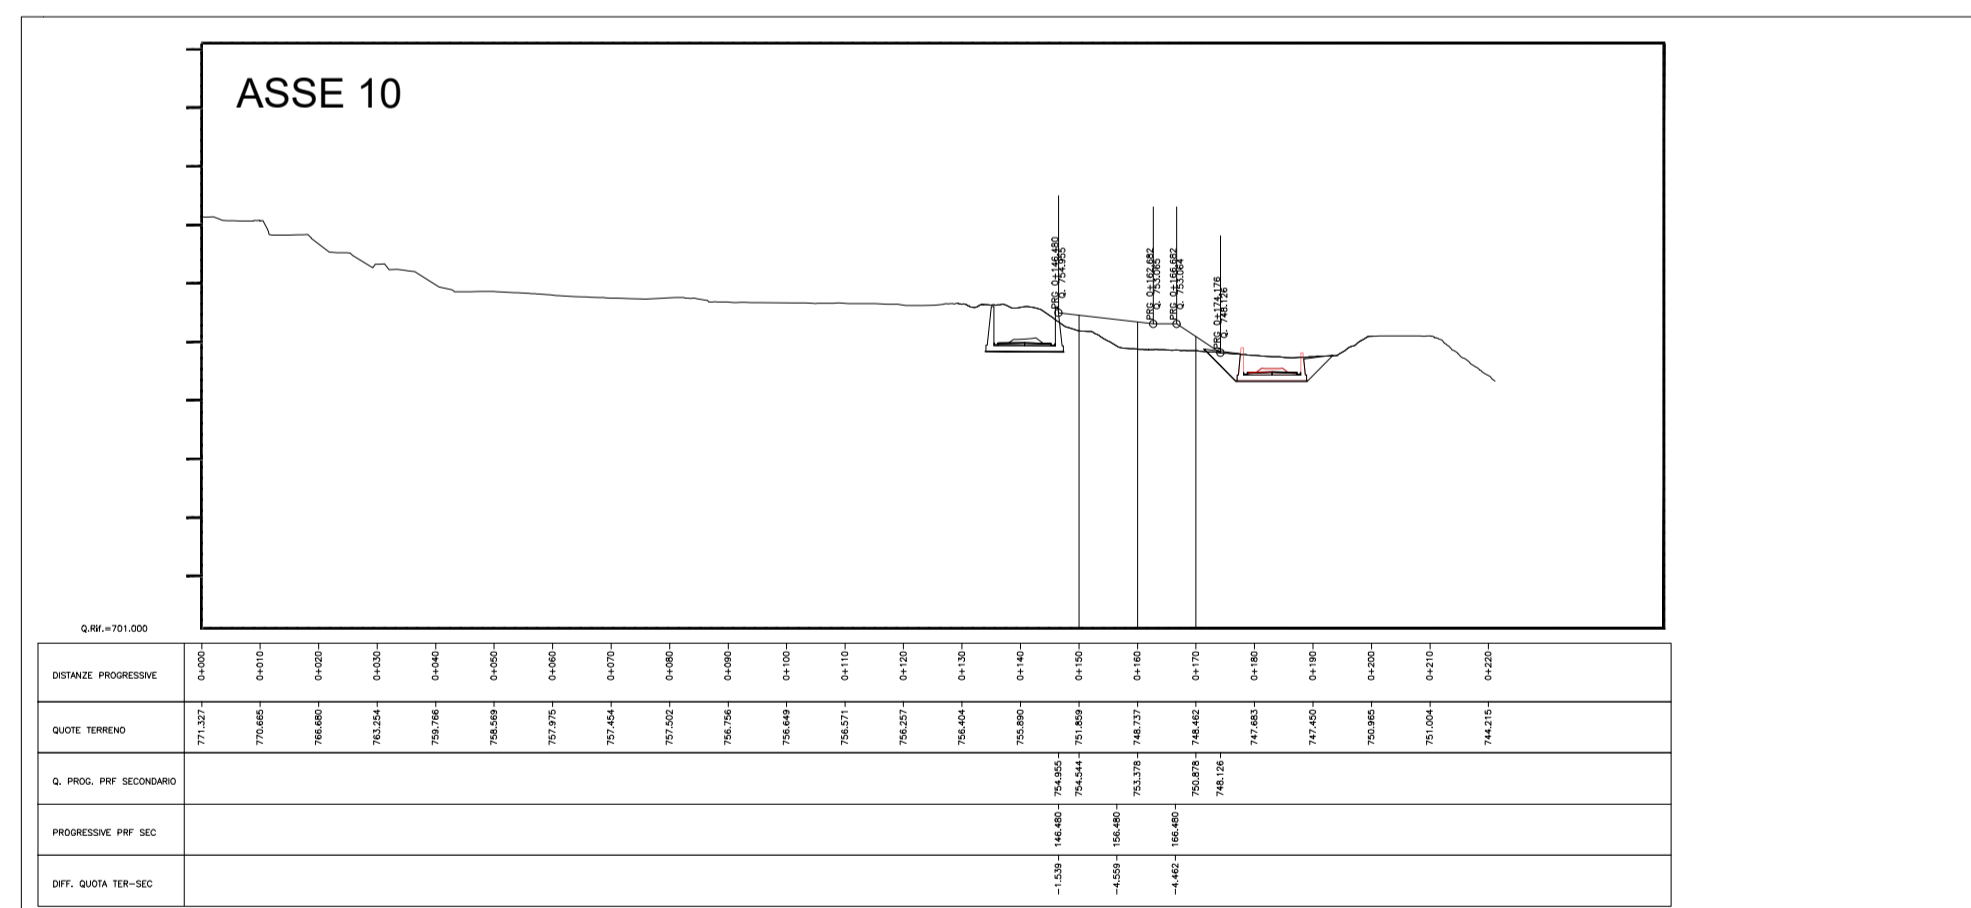 ASSE 10
PRG 0+146.480
Q. 754.955
PRG 0+162.682
Q. 753.065
PRG 0+166.682
Q. 753.064
PRG 0+174.176
Q. 748.126
Q.Rif.=701.000
DISTANZE PROGRESSIVE 0+000 0+010 0+020 0+030 0+040 0+050 0+060 0+070 0+080 0+090 0+100 0+110 0+120 0+130 0+140 0+150 0+160 0+170 0+180 0+190 0+200 0+210 0+220
QUOTE TERRENO 771.327 770.665 766.680 763.254 759.766 758.569 757.975 757.454 757.502 756.756 756.649 756.571 756.257 756.404 755.890 751.859 748.737 748.462 747.683 747.450 750.965 751.004 744.215
Q. PROG. PRF SECONDARIO 754.955 754.544 753.378 750.878 748.126
PROGRESSIVE PRF SEC 146.480 156.480 166.480
DIFF. QUOTA TER-SEC -1.539 -4.559 -4.462